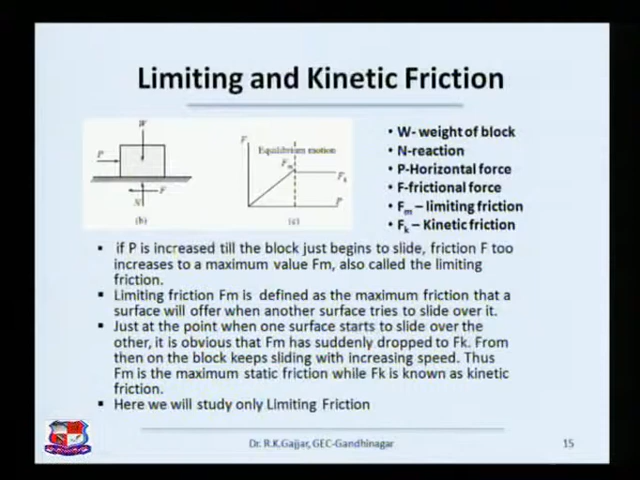 Limiting and Kinetic Friction
W
P
F
N
(b)
F
Equilibrium motion
Fm
Fk
P
(c)
• W- weight of block
• N-reaction
• P-Horizontal force
• F-frictional force
• Fm – limiting friction
• Fk – Kinetic friction
▪ if P is increased till the block just begins to slide, friction F too
increases to a maximum value Fm, also called the limiting
friction.
▪ Limiting friction Fm is defined as the maximum friction that a
surface will offer when another surface tries to slide over it.
▪ Just at the point when one surface starts to slide over the
other, it is obvious that Fm has suddenly dropped to Fk. From
then on the block keeps sliding with increasing speed. Thus
Fm is the maximum static friction while Fk is known as kinetic
friction.
▪ Here we will study only Limiting Friction
Dr. R.K.Gajjar, GEC-Gandhinagar
15